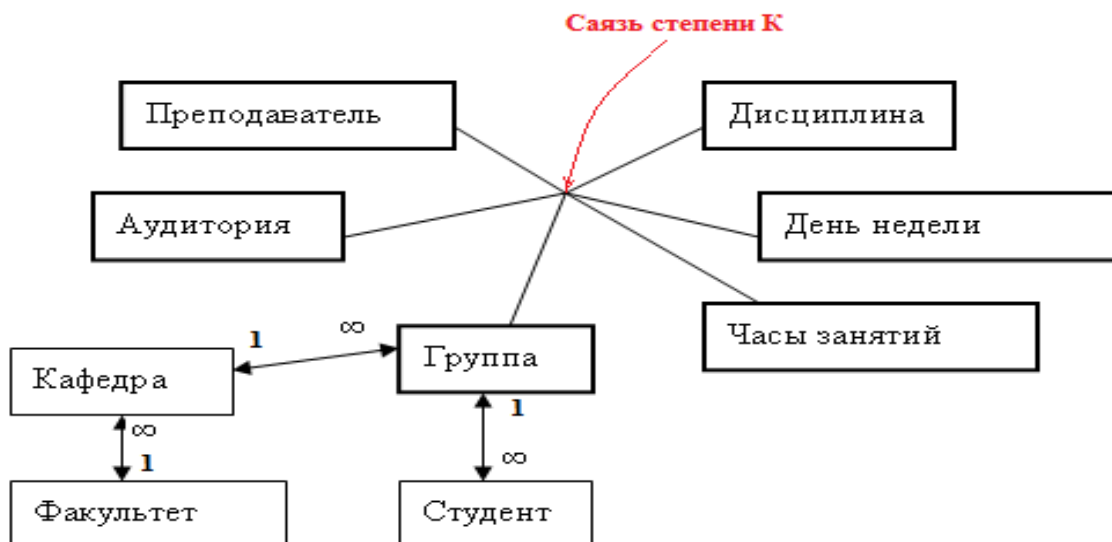 Саязь степени К
Преподаватель
Дисциплина
Аудитория
День недели
Часы занятий
1
∞
Группа
Кафедра
1
∞
∞
1
Факультет
Студент